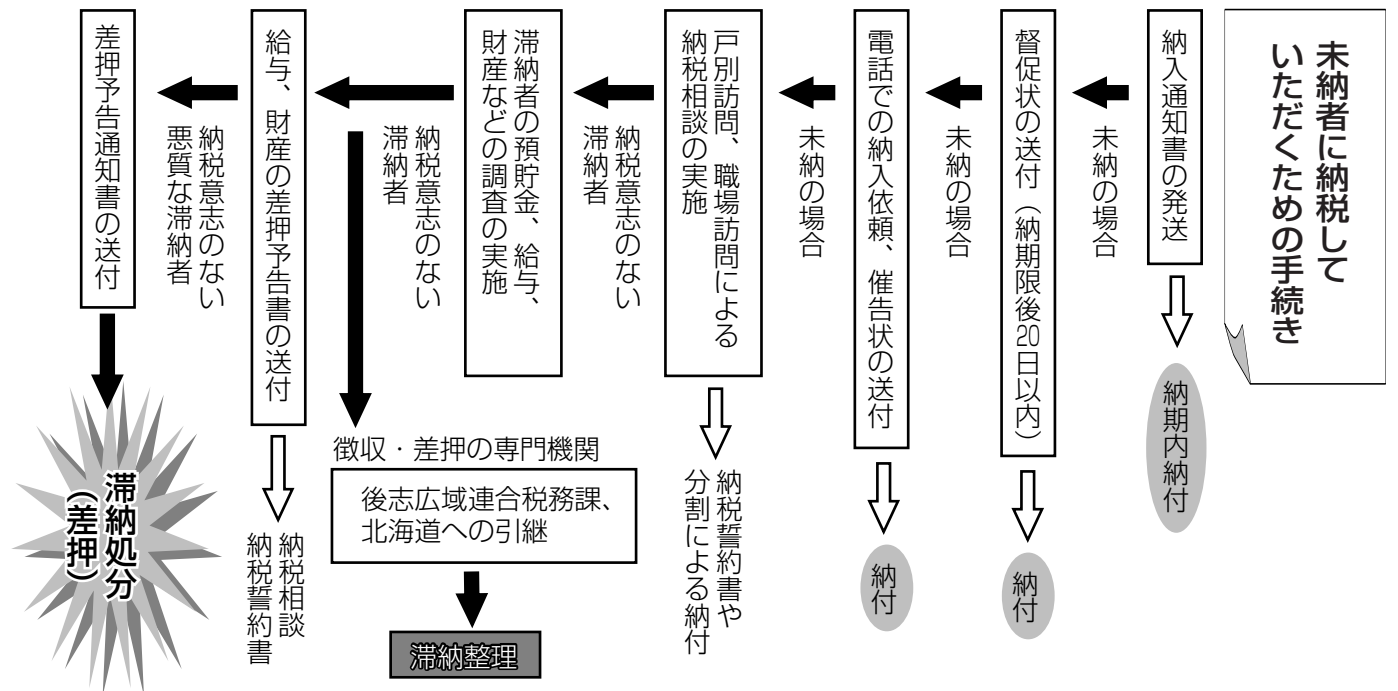 未納者に納税して
いただくための手続き
納入通知書の発送
納期内納付
未納の場合
督促状の送付（納期限後20日以内）
納付
未納の場合
電話での納入依頼、催告状の送付
納付
未納の場合
戸別訪問、職場訪問による
納税相談の実施
納税誓約書や
分割による納付
納税意志のない
滞納者
滞納者の預貯金、給与、
財産などの調査の実施
納税意志のない
滞納者
徴収・差押の専門機関
後志広域連合税務課、
北海道への引継
滞納整理
給与、財産の差押予告書の送付
納税相談
納税誓約書
納税意志のない
悪質な滞納者
差押予告通知書の送付
滞納処分
（差押）